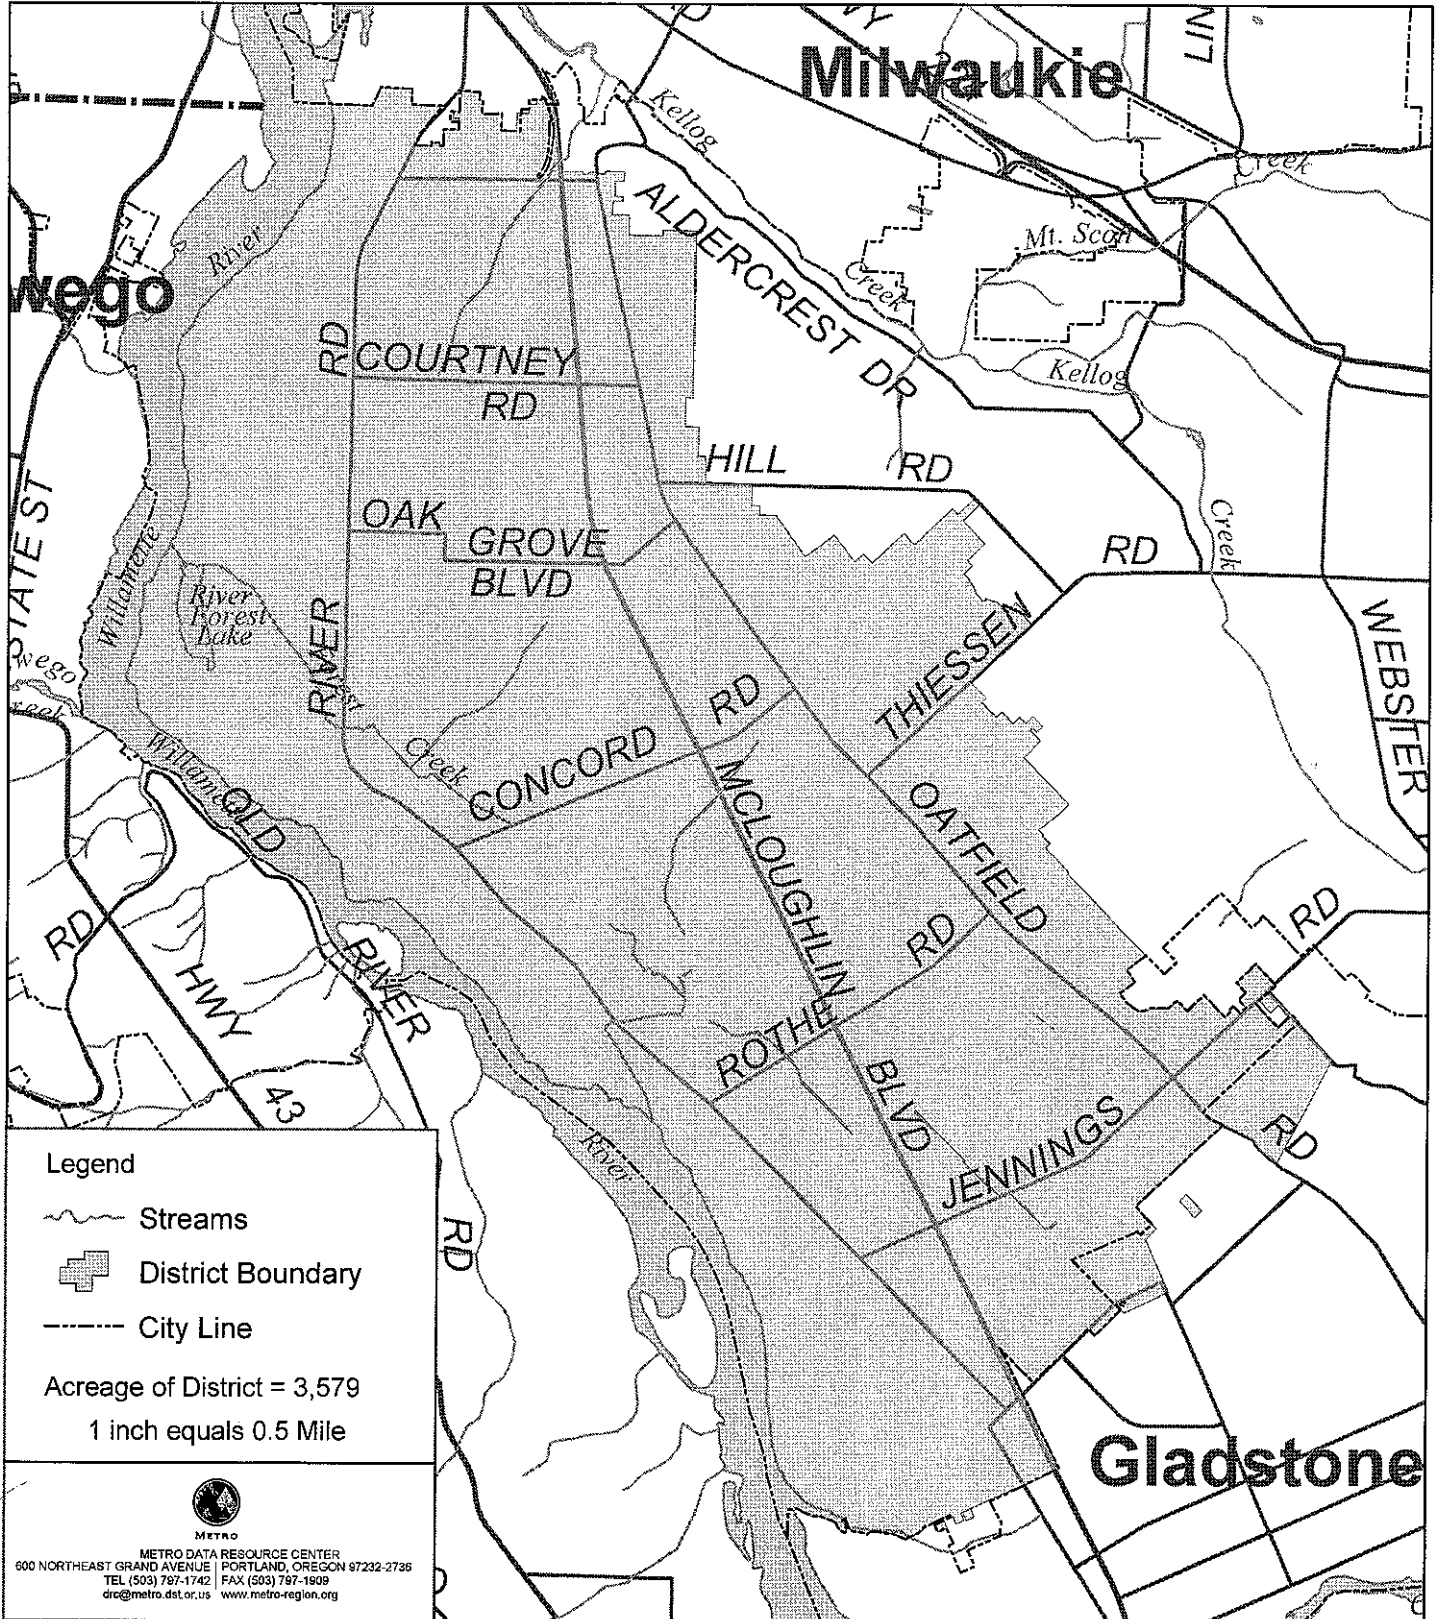 Milwaukie
Kellog
Creek
ALDERCREST DR
Mt. Scott
Creek
River
wego
RD
COURTNEY
RD
Kellog
HILL RD
STATE ST
OAK
GROVE
BLVD
RD
Creek
Willamette
River
Forest
Lake
RIVER
THIESSEN
WEBSTER
wego
RD
CONCORD
Creek
MCLOUGHLIN
OATFIELD
Willamette
OLD
RD
RD
HWY
RIVER
RD
ROTHE
43
BLVD
JENNINGS
RD
River
RD
Legend
Streams
District Boundary
City Line
Acreage of District = 3,579
1 inch equals 0.5 Mile
Gladstone
METRO
METRO DATA RESOURCE CENTER
600 NORTHEAST GRAND AVENUE | PORTLAND, OREGON 97232-2736
TEL (503) 797-1742 | FAX (503) 797-1909
drc@metro.dst.or.us www.metro-region.org